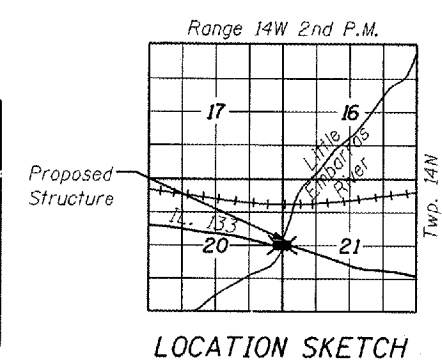 Range 14W 2nd P.M.
17
16
Little
Embarras
River
Proposed
Structure
Twp. 14N
IL. 133
20
21
LOCATION SKETCH